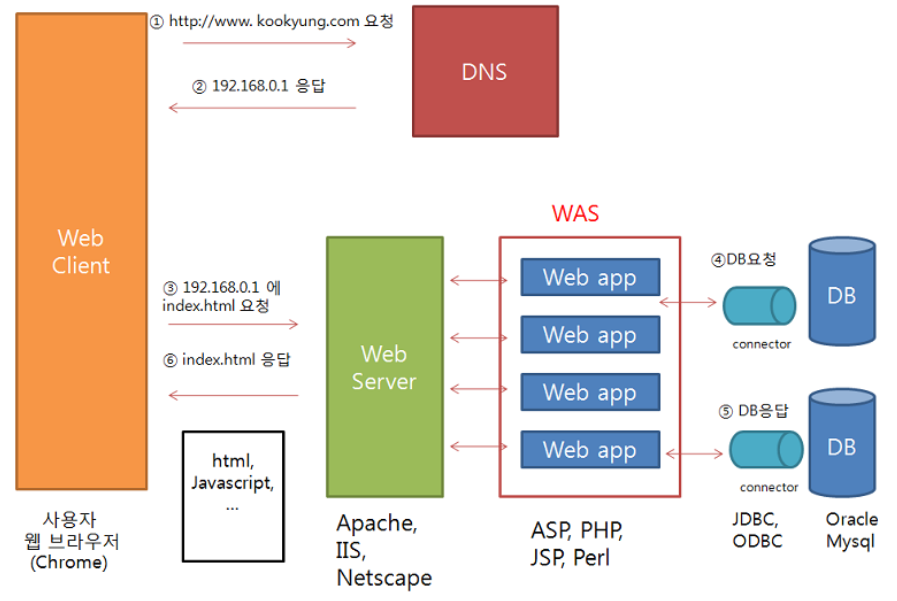 ① http://www. kookyung.com 요청
DNS
② 192.168.0.1 응답
Web
Client
WAS
③ 192.168.0.1 에
index.html 요청
⑥ index.html 응답
Web
Server
Web app
Web app
Web app
Web app
④DB요청
connector
DB
⑤ DB응답
connector
DB
html,
Javascript,
...
사용자
웹 브라우저
(Chrome)
Apache,
IIS,
Netscape
ASP, PHP,
JSP, Perl
JDBC,
ODBC
Oracle
Mysql